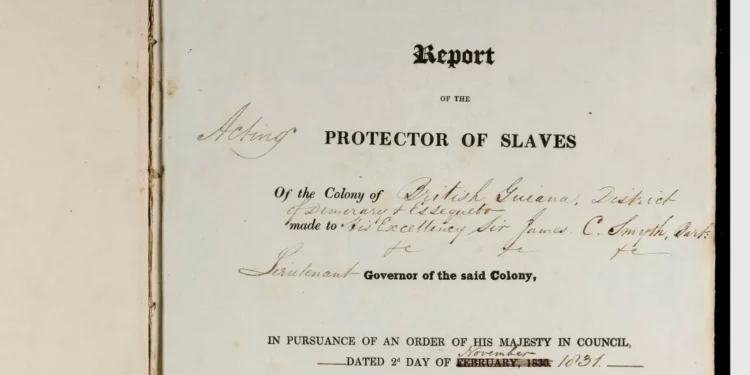 Report
OF THE
Acting PROTECTOR OF SLAVES
Of the Colony of British Guiana, District
of Demerary & Essequebo
made to His Excellency Sir James C. Smyth, Bart:
&c &c &c
Lieutenant Governor of the said Colony,
IN PURSUANCE OF AN ORDER OF HIS MAJESTY IN COUNCIL,
November
DATED 2d DAY OF FEBRUARY, 1830. 1831.